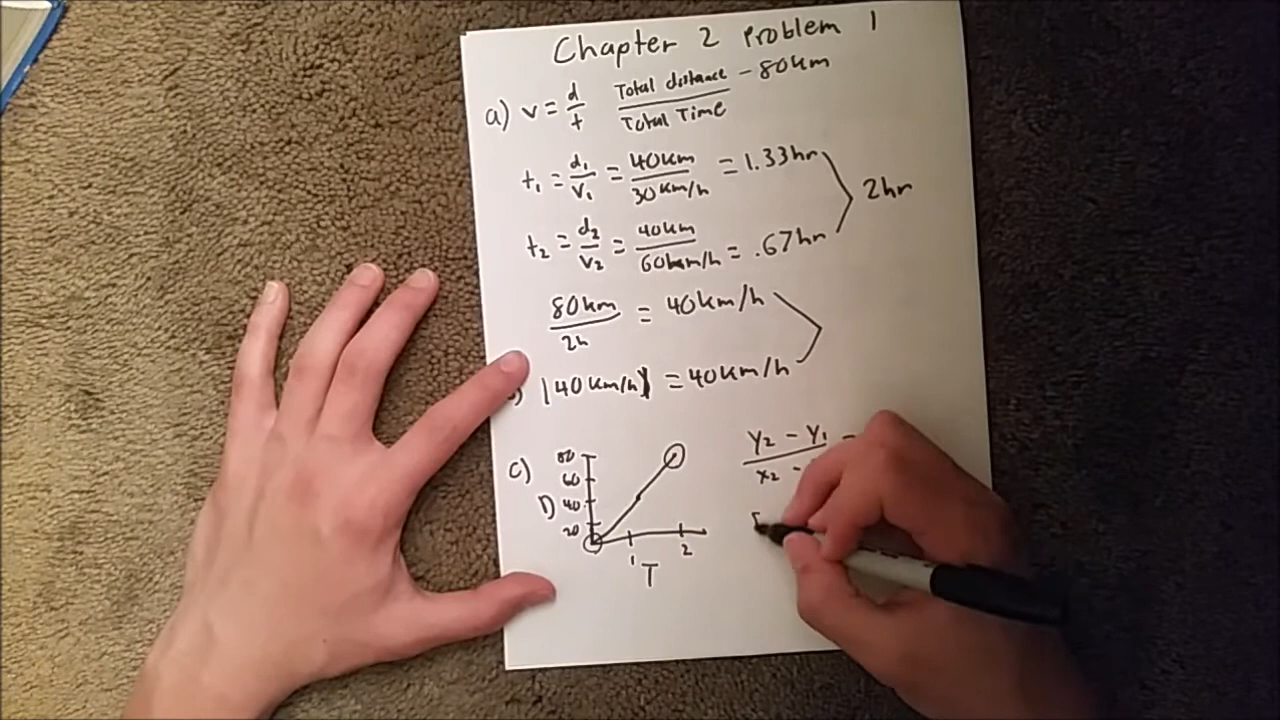 Chapter 2 Problem 1
a) v = d/t Total distance/Total Time - 80km
t₁ = d₁/v₁ = 40km/30km/h = 1.33hr
2hr
t₂ = d₂/v₂ = 40km/60km/h = .67hr
80km/2h = 40km/h
) |40km/h| = 40km/h
c)
80
60
D 40
20
1 2
T
y₂ - y₁
x₂ -